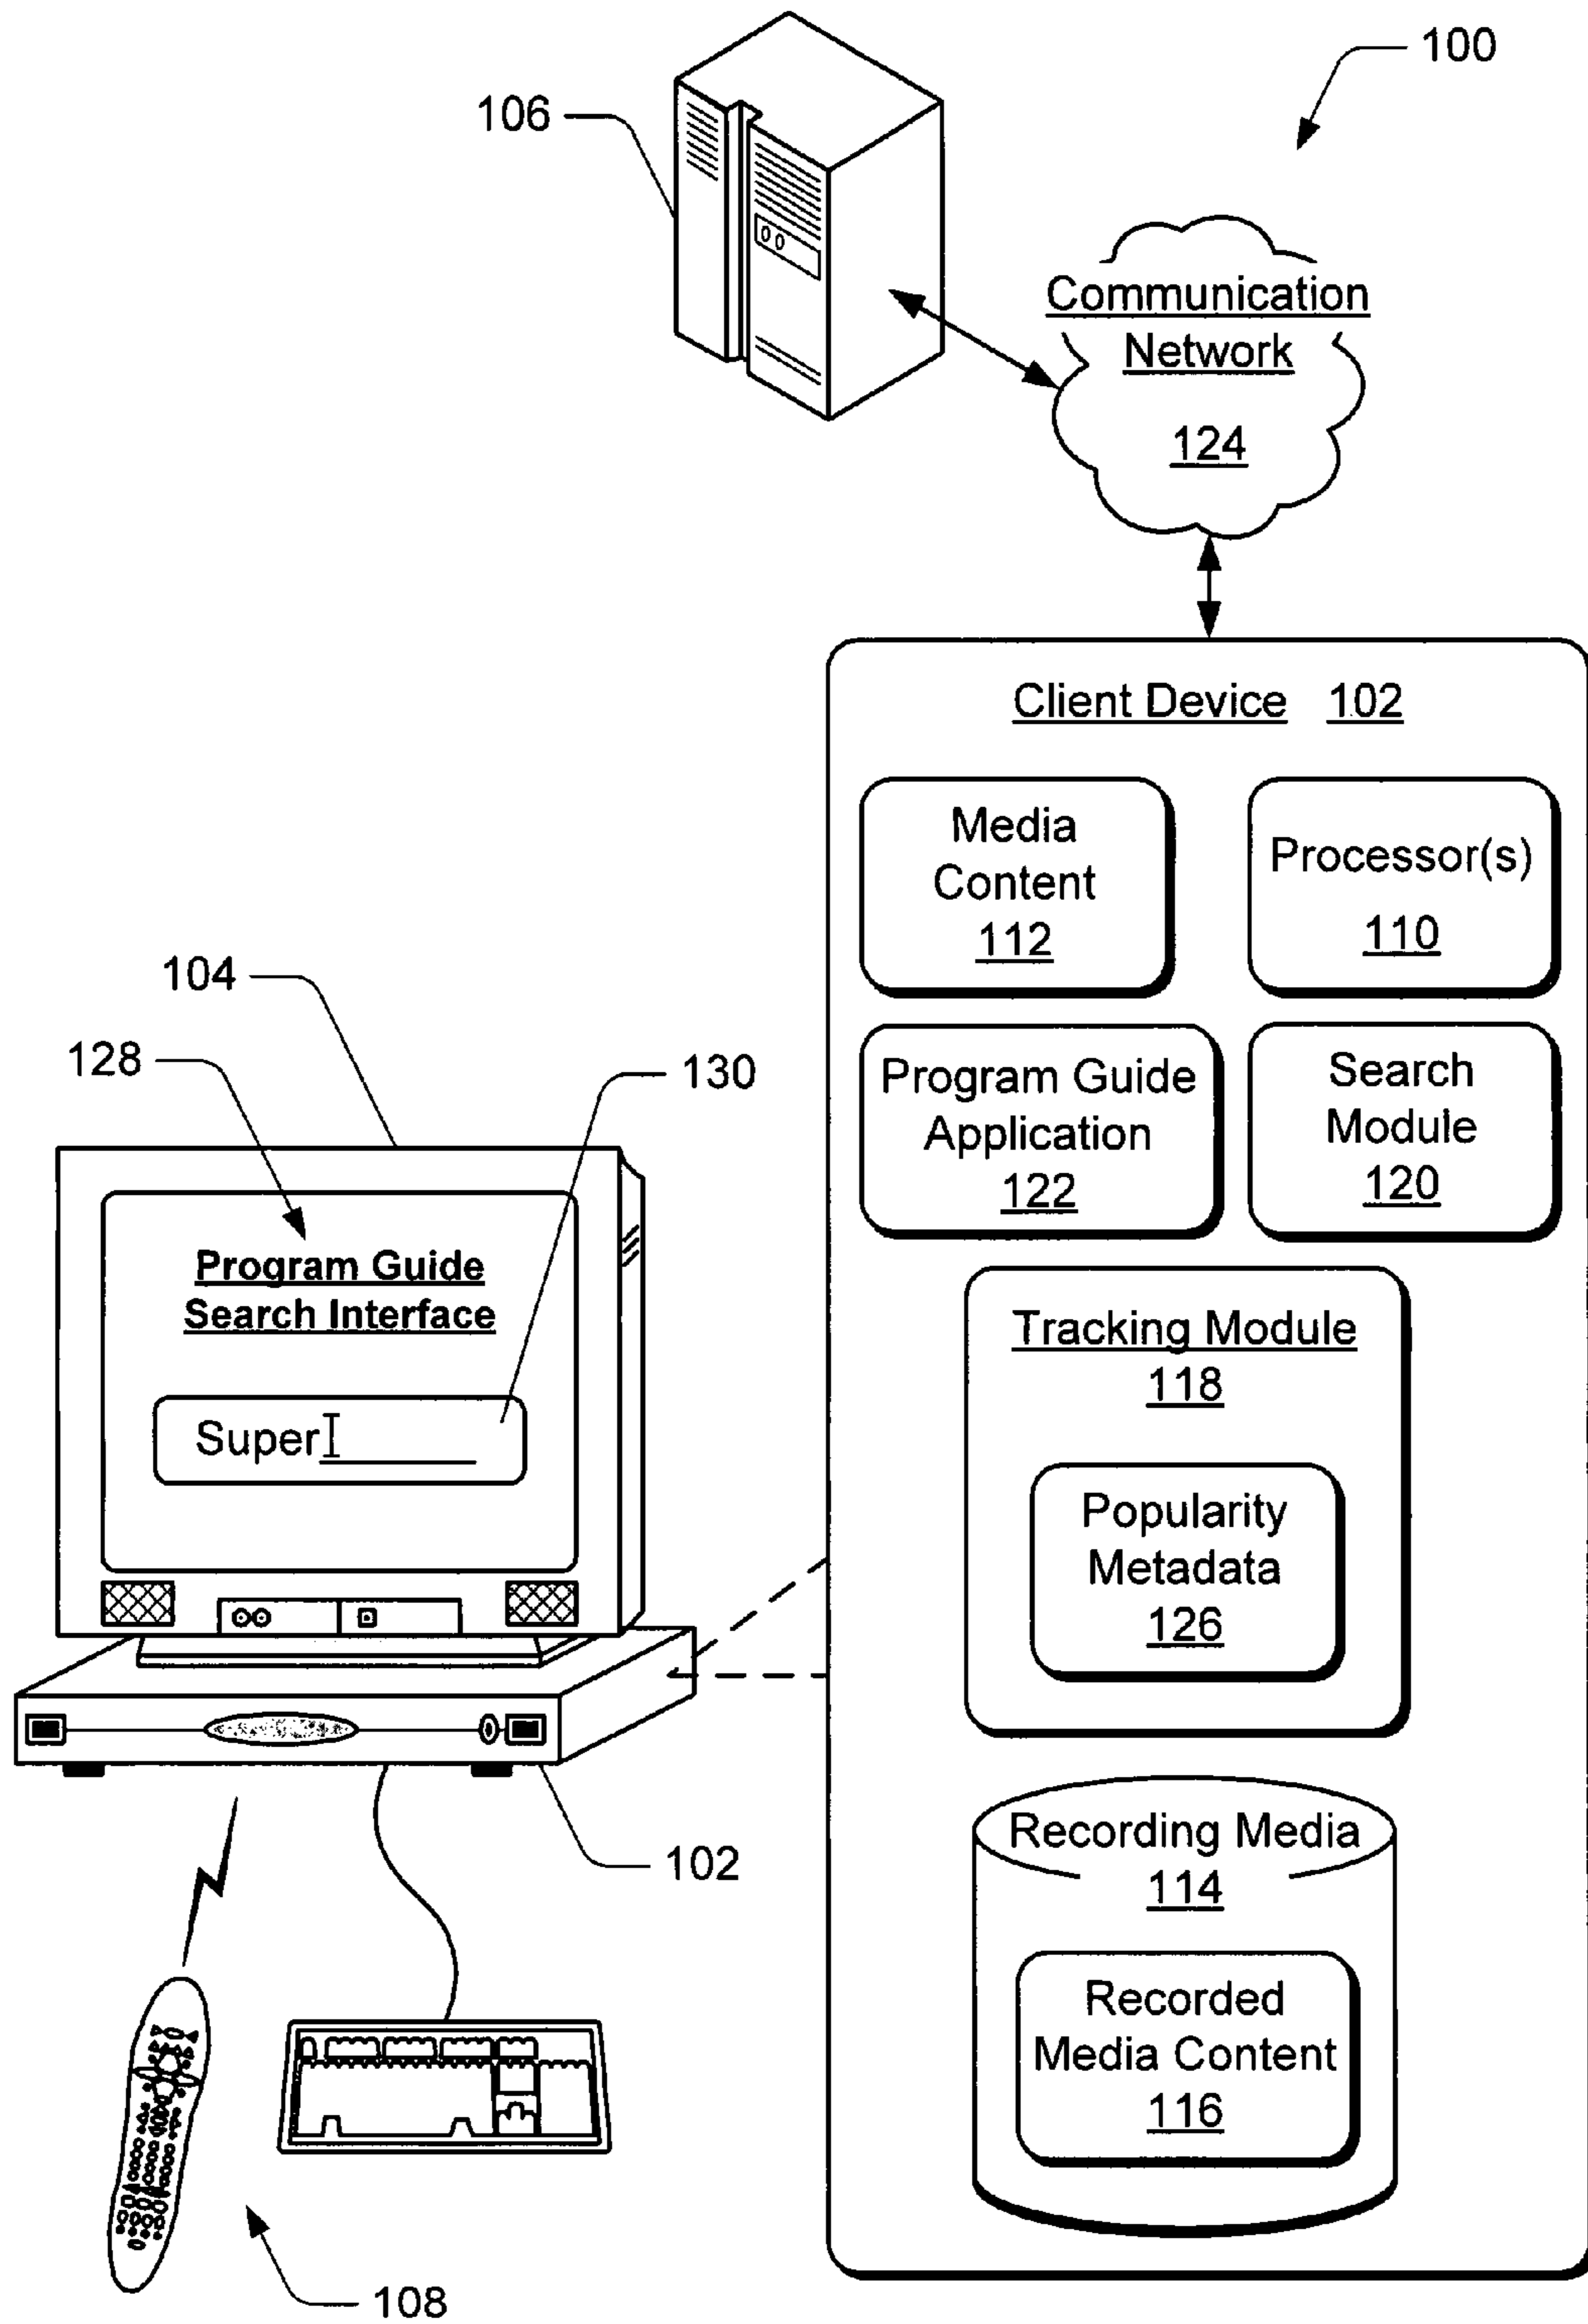 100
106
Communication
Network
124
Client Device 102
Media
Content
112
Processor(s)
110
Program Guide
Application
122
Search
Module
120
Tracking Module
118
Popularity
Metadata
126
Recording Media
114
Recorded
Media Content
116
104
128
130
Program Guide
Search Interface
Super
102
108